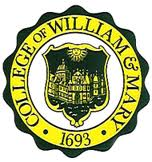 COLLEGE OF WILLIAM & MARY
· 1693 ·